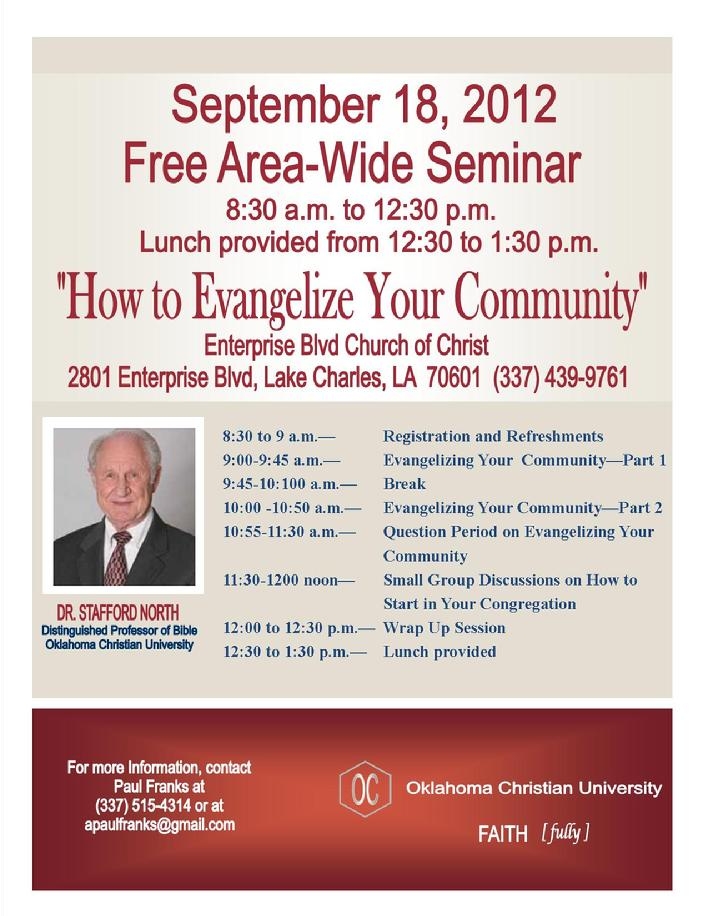 September 18, 2012
Free Area-Wide Seminar
8:30 a.m. to 12:30 p.m.
Lunch provided from 12:30 to 1:30 p.m.
"How to Evangelize Your Community"
Enterprise Blvd Church of Christ
2801 Enterprise Blvd, Lake Charles, LA 70601 (337) 439-9761
8:30 to 9 a.m.— Registration and Refreshments
9:00-9:45 a.m.— Evangelizing Your Community—Part 1
9:45-10:100 a.m.— Break
10:00 -10:50 a.m.— Evangelizing Your Community—Part 2
10:55-11:30 a.m.— Question Period on Evangelizing Your
Community
11:30-1200 noon— Small Group Discussions on How to
Start in Your Congregation
12:00 to 12:30 p.m.— Wrap Up Session
12:30 to 1:30 p.m.— Lunch provided
DR. STAFFORD NORTH
Distinguished Professor of Bible
Oklahoma Christian University
For more Information, contact
Paul Franks at
(337) 515-4314 or at
apaulfranks@gmail.com
OC Oklahoma Christian University
FAITH [fully]